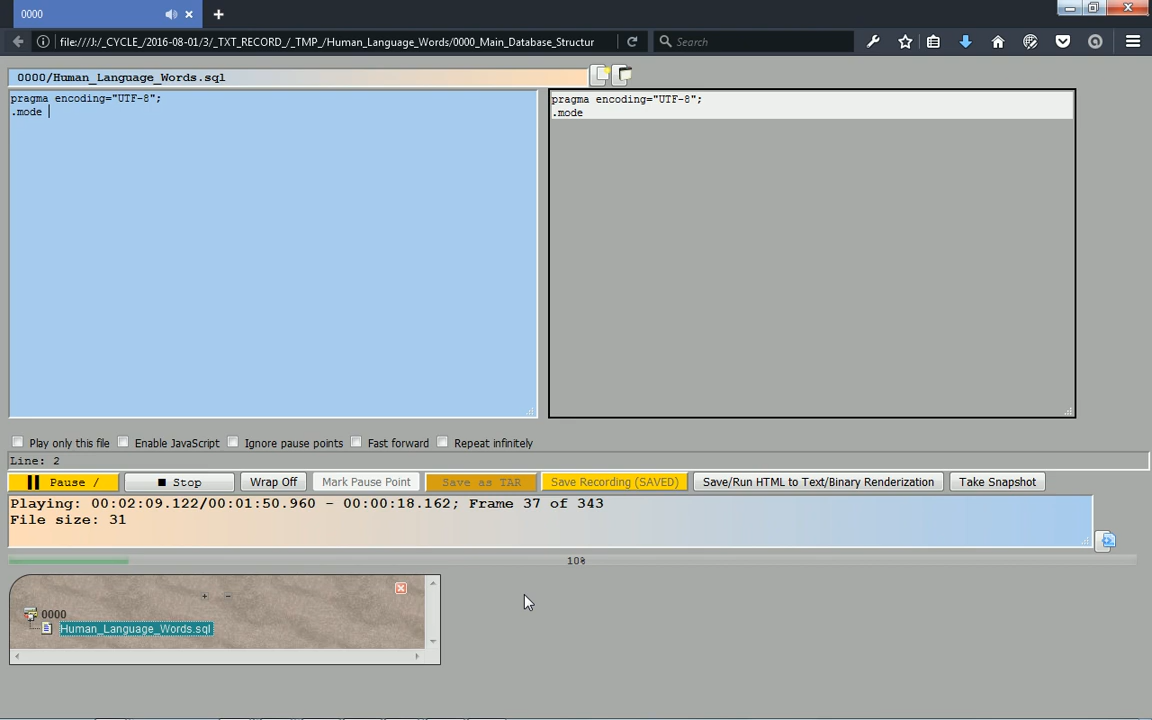 0000
file:///J:/_CYCLE_/2016-08-01/3/_TXT_RECORD_/_TMP_/Human_Language_Words/0000_Main_Database_Structur
Search
0000/Human_Language_Words.sql
pragma encoding="UTF-8";
.mode
pragma encoding="UTF-8";
.mode
Play only this file
Enable JavaScript
Ignore pause points
Fast forward
Repeat infinitely
Line: 2
Pause /
Stop
Wrap Off
Mark Pause Point
Save as TAR
Save Recording (SAVED)
Save/Run HTML to Text/Binary Renderization
Take Snapshot
Playing: 00:02:09.122/00:01:50.960 - 00:00:18.162; Frame 37 of 343
File size: 31
10%
+ -
0000
Human_Language_Words.sql